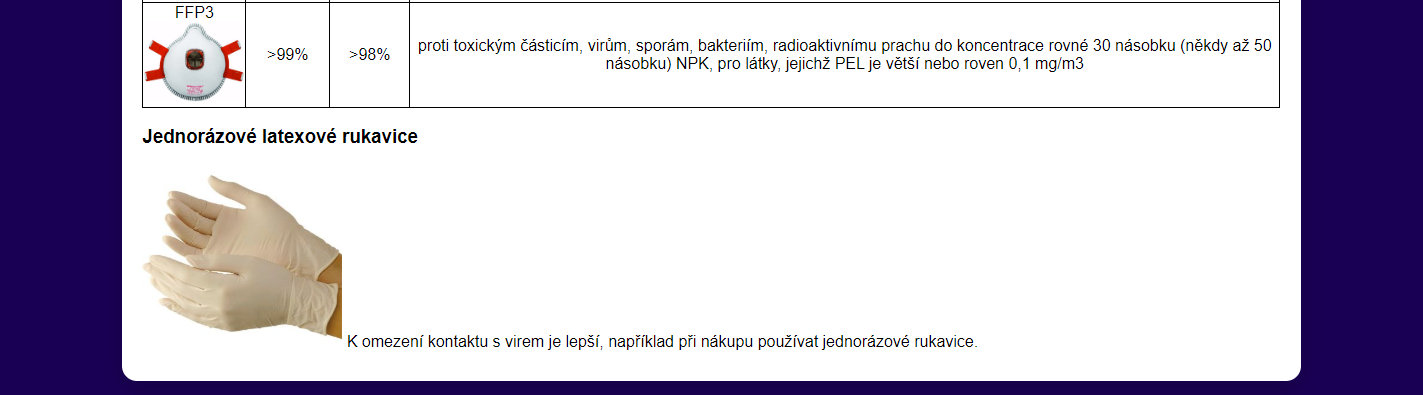 FFP3
>99%
>98%
proti toxickým částicím, virům, sporám, bakteriím, radioaktivnímu prachu do koncentrace rovné 30 násobku (někdy až 50
násobku) NPK, pro látky, jejichž PEL je větší nebo roven 0,1 mg/m3
Jednorázové latexové rukavice
K omezení kontaktu s virem je lepší, například při nákupu používat jednorázové rukavice.